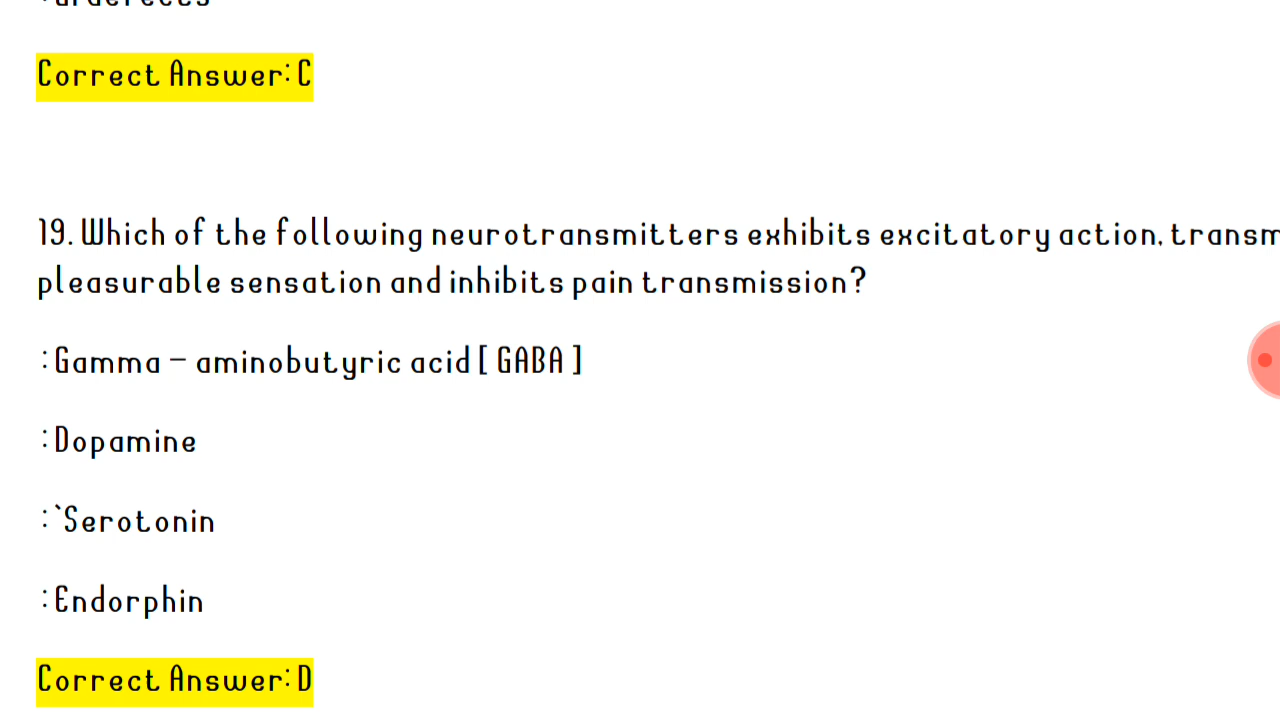 Correct Answer: C
19. Which of the following neurotransmitters exhibits excitatory action, transm
pleasurable sensation and inhibits pain transmission?
:Gamma – aminobutyric acid [ GABA ]
:Dopamine
:`Serotonin
:Endorphin
Correct Answer: D